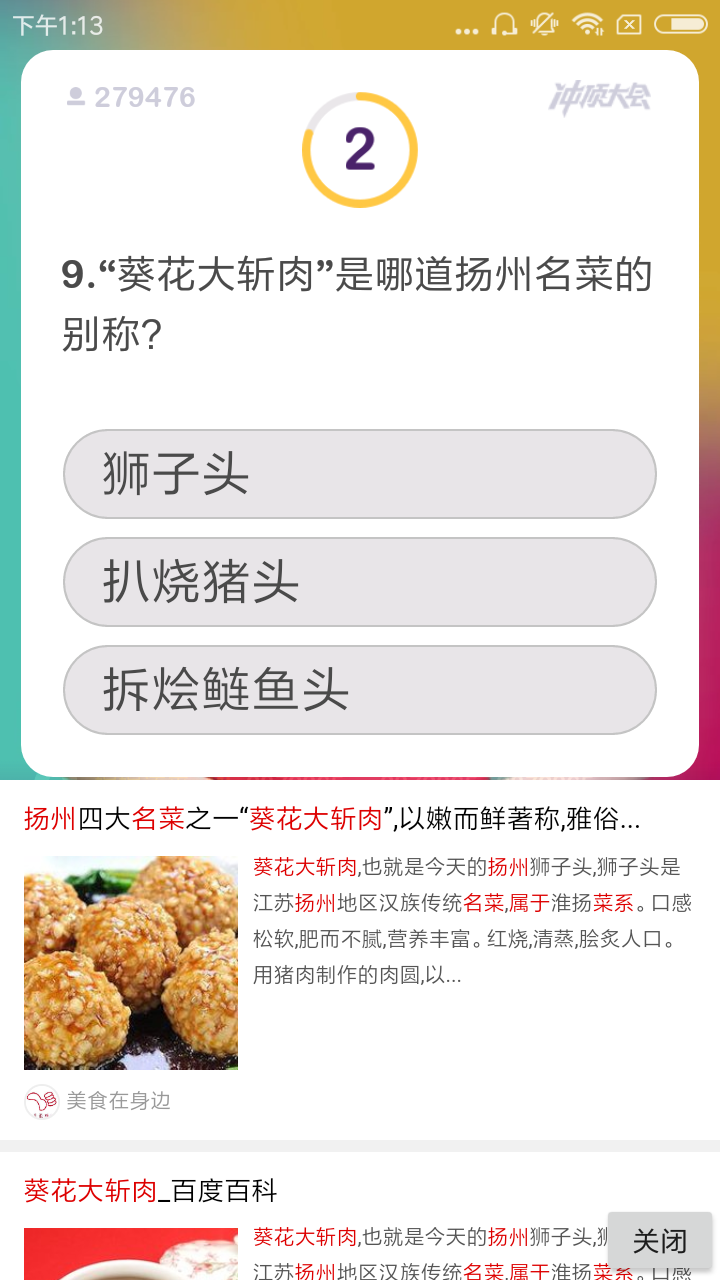 下午1:13
279476
冲顶大会
2
9.“葵花大斩肉”是哪道扬州名菜的
别称?
狮子头
扒烧猪头
拆烩鲢鱼头
扬州四大名菜之一“葵花大斩肉”,以嫩而鲜著称,雅俗...
葵花大斩肉,也就是今天的扬州狮子头,狮子头是
江苏扬州地区汉族传统名菜,属于淮扬菜系。口感
松软,肥而不腻,营养丰富。红烧,清蒸,脍炙人口。
用猪肉制作的肉圆,以...
美食在身边
葵花大斩肉_百度百科
葵花大斩肉,也就是今天的扬州狮子头,
江苏扬州地区汉族传统名菜,属于淮扬菜系。口感
关闭